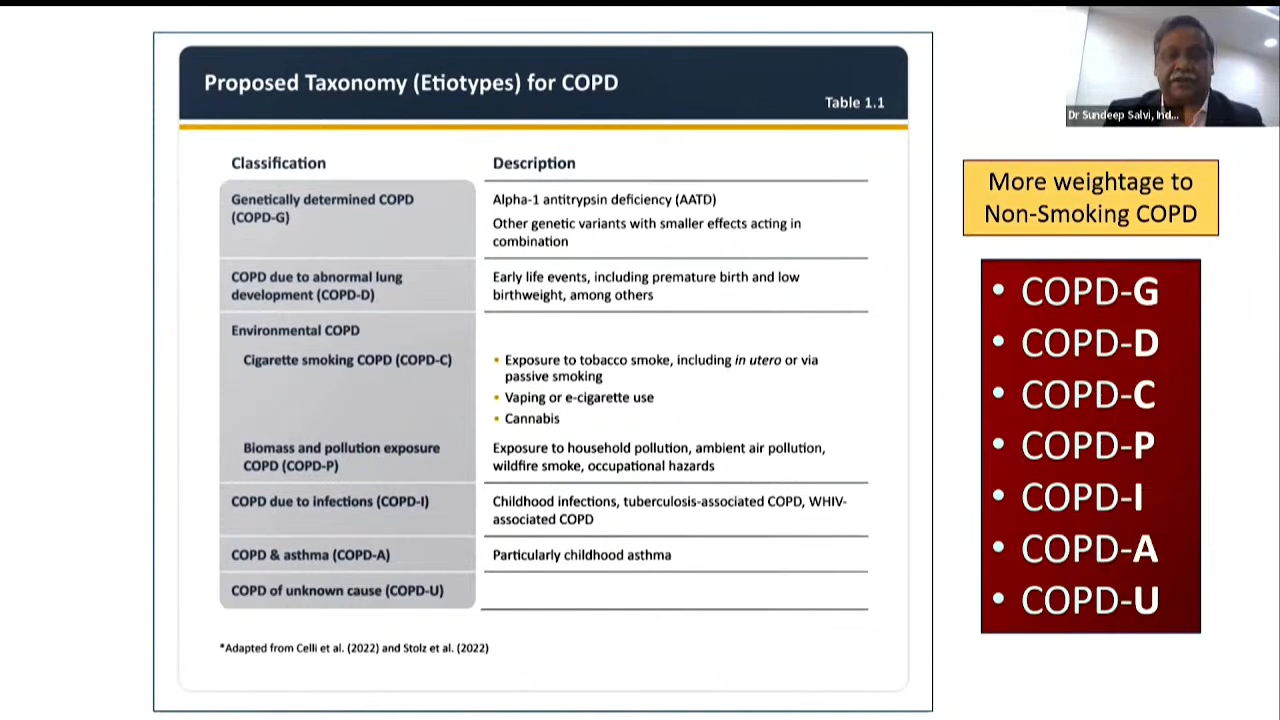 Proposed Taxonomy (Etiotypes) for COPD
Table 1.1
Classification
Description
Genetically determined COPD
(COPD-G)
Alpha-1 antitrypsin deficiency (AATD)
Other genetic variants with smaller effects acting in
combination
COPD due to abnormal lung
development (COPD-D)
Early life events, including premature birth and low
birthweight, among others
Environmental COPD
Cigarette smoking COPD (COPD-C)
• Exposure to tobacco smoke, including in utero or via
passive smoking
• Vaping or e-cigarette use
• Cannabis
Biomass and pollution exposure
COPD (COPD-P)
Exposure to household pollution, ambient air pollution,
wildfire smoke, occupational hazards
COPD due to infections (COPD-I)
Childhood infections, tuberculosis-associated COPD, WHIV-
associated COPD
COPD & asthma (COPD-A)
Particularly childhood asthma
COPD of unknown cause (COPD-U)
*Adapted from Celli et al. (2022) and Stolz et al. (2022)
Dr Sundeep Salvi, Ind...
More weightage to
Non-Smoking COPD
• COPD-G
• COPD-D
• COPD-C
• COPD-P
• COPD-I
• COPD-A
• COPD-U